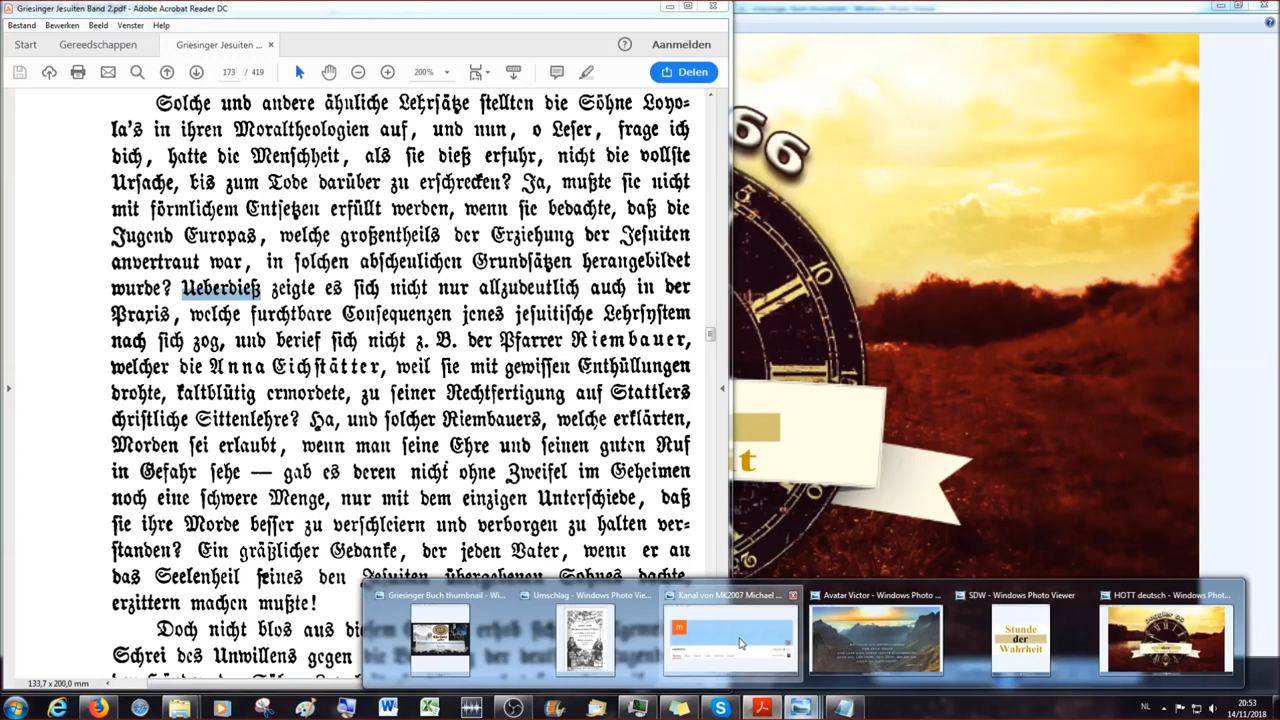 Griesinger Jesuiten Band 2.pdf - Adobe Acrobat Reader DC
Bestand Bewerken Beeld Venster Help
Start Gereedschappen Griesinger Jesuiten ... × Aanmelden
173 / 419 200% Delen
Solche und andere ähnliche Lehrsätze stellten die Söhne Loyo-
la's in ihren Moraltheologien auf, und nun, o Leser, frage ich
dich, hatte die Menschheit, als sie dieß erfuhr, nicht die vollste
Ursache, bis zum Tode darüber zu erschrecken? Ja, mußte sie nicht
mit förmlichem Entsetzen erfüllt werden, wenn sie bedachte, daß die
Jugend Europas, welche großentheils der Erziehung der Jesuiten
anvertraut war, in solchen abscheulichen Grundsätzen herangebildet
wurde? Ueberdieß zeigte es sich nicht nur allzudeutlich auch in der
Praxis, welche furchtbare Consequenzen jenes jesuitische Lehrsystem
nach sich zog, und berief sich nicht z. B. der Pfarrer Riembauer,
welcher die Anna Eichstätter, weil sie mit gewissen Enthüllungen
drohte, kaltblütig ermordete, zu seiner Rechtfertigung auf Stattlers
christliche Sittenlehre? Ha, und solcher Riembauers, welche erklärten,
Morden sei erlaubt, wenn man seine Ehre und seinen guten Ruf
in Gefahr sehe — gab es deren nicht ohne Zweifel im Geheimen
noch eine schwere Menge, nur mit dem einzigen Unterschiede, daß
sie ihre Morde besser zu verschleiern und verborgen zu halten ver-
standen? Ein gräßlicher Gedanke, der jeden Vater, wenn er an
das Seelenheil seines den Jesuiten übergebenen Sohnes dachte,
erzittern machen mußte!
Doch nicht blos aus di
Schrei des Unwillens gegen
133,7 x 200,0 mm
66
5
10
15
it
Griesinger Buch thumbnail - Wi...
Umschlag - Windows Photo Vie...
Kanal von MK2007 Michael ...
Avatar Victor - Windows Photo ...
SDW - Windows Photo Viewer
HOTT deutsch - Windows Phot...
Stunde
der
Wahrheit
NL
20:53
14/11/2018